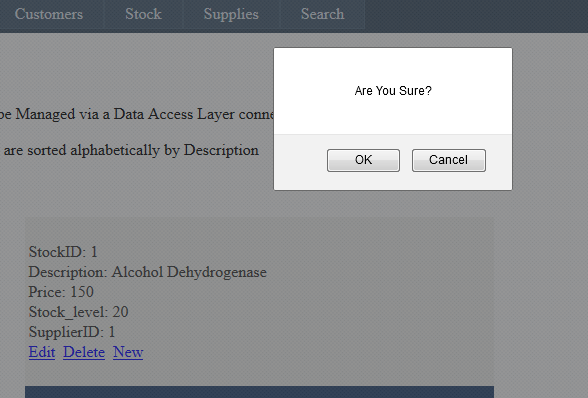 Customers Stock Supplies Search
be Managed via a Data Access Layer conne
are sorted alphabetically by Description
Are You Sure?
OK Cancel
StockID: 1
Description: Alcohol Dehydrogenase
Price: 150
Stock_level: 20
SupplierID: 1
Edit Delete New